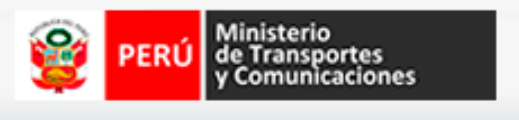 PERÚ
Ministerio
de Transportes
y Comunicaciones